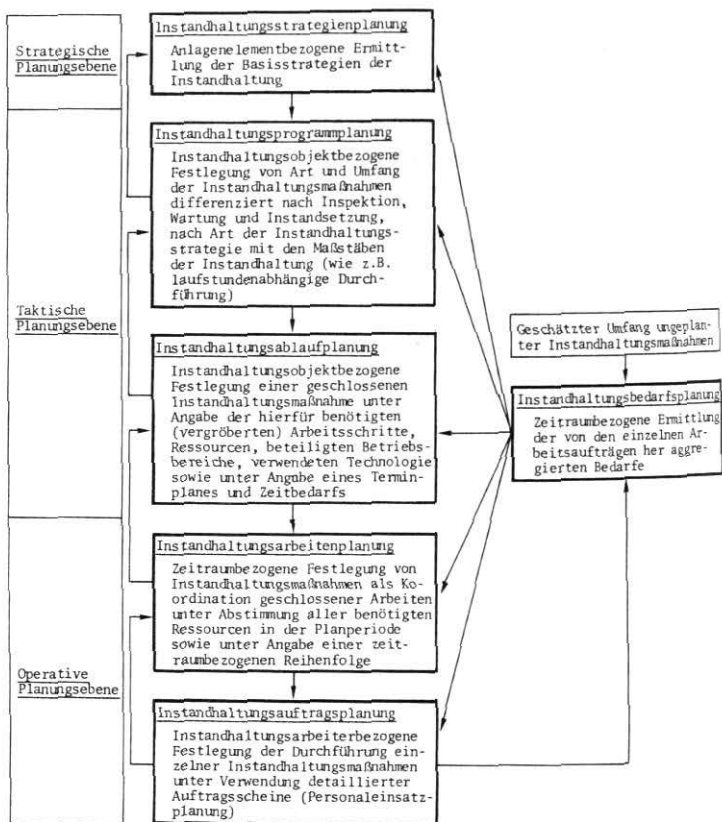 Strategische
Planungsebene
Instandhaltungsstrategienplanung
Anlagenelementbezogene Ermitt-
lung der Basisstrategien der
Instandhaltung
Taktische
Planungsebene
Instandhaltungsprogrammplanung
Instandhaltungsobjektbezogene
Festlegung von Art und Umfang
der Instandhaltungsmaßnahmen
differenziert nach Inspektion,
Wartung und Instandsetzung,
nach Art der Instandhaltungs-
strategie mit den Maßstäben
der Instandhaltung (wie z.B.
laufstundenabhängige Durch-
führung)
Instandhaltungsablaufplanung
Instandhaltungsobjektbezogene
Festlegung einer geschlossenen
Instandhaltungsmaßnahme unter
Angabe der hierfür benötigten
(vergröberten) Arbeitsschritte,
Ressourcen, beteiligten Betriebs-
bereiche, verwendeten Technologie
sowie unter Angabe eines Termin-
planes und Zeitbedarfs
Geschätzter Umfang ungeplan-
ter Instandhaltungsmaßnahmen
Instandhaltungsbedarfsplanung
Zeitraumbezogene Ermittlung
der von den einzelnen Ar-
beitsaufträgen her aggre-
gierten Bedarfe
Operative
Planungsebene
Instandhaltungsarbeitenplanung
Zeitraumbezogene Festlegung von
Instandhaltungsmaßnahmen als Ko-
ordination geschlossener Arbeiten
unter Abstimmung aller benötigten
Ressourcen in der Planperiode
sowie unter Angabe einer zeit-
raumbezogenen Reihenfolge
Instandhaltungsauftragsplanung
Instandhaltungsarbeiterbezogene
Festlegung der Durchführung ein-
zelner Instandhaltungsmaßnahmen
unter Verwendung detaillierter
Auftragsscheine (Personaleinsatz-
planung)